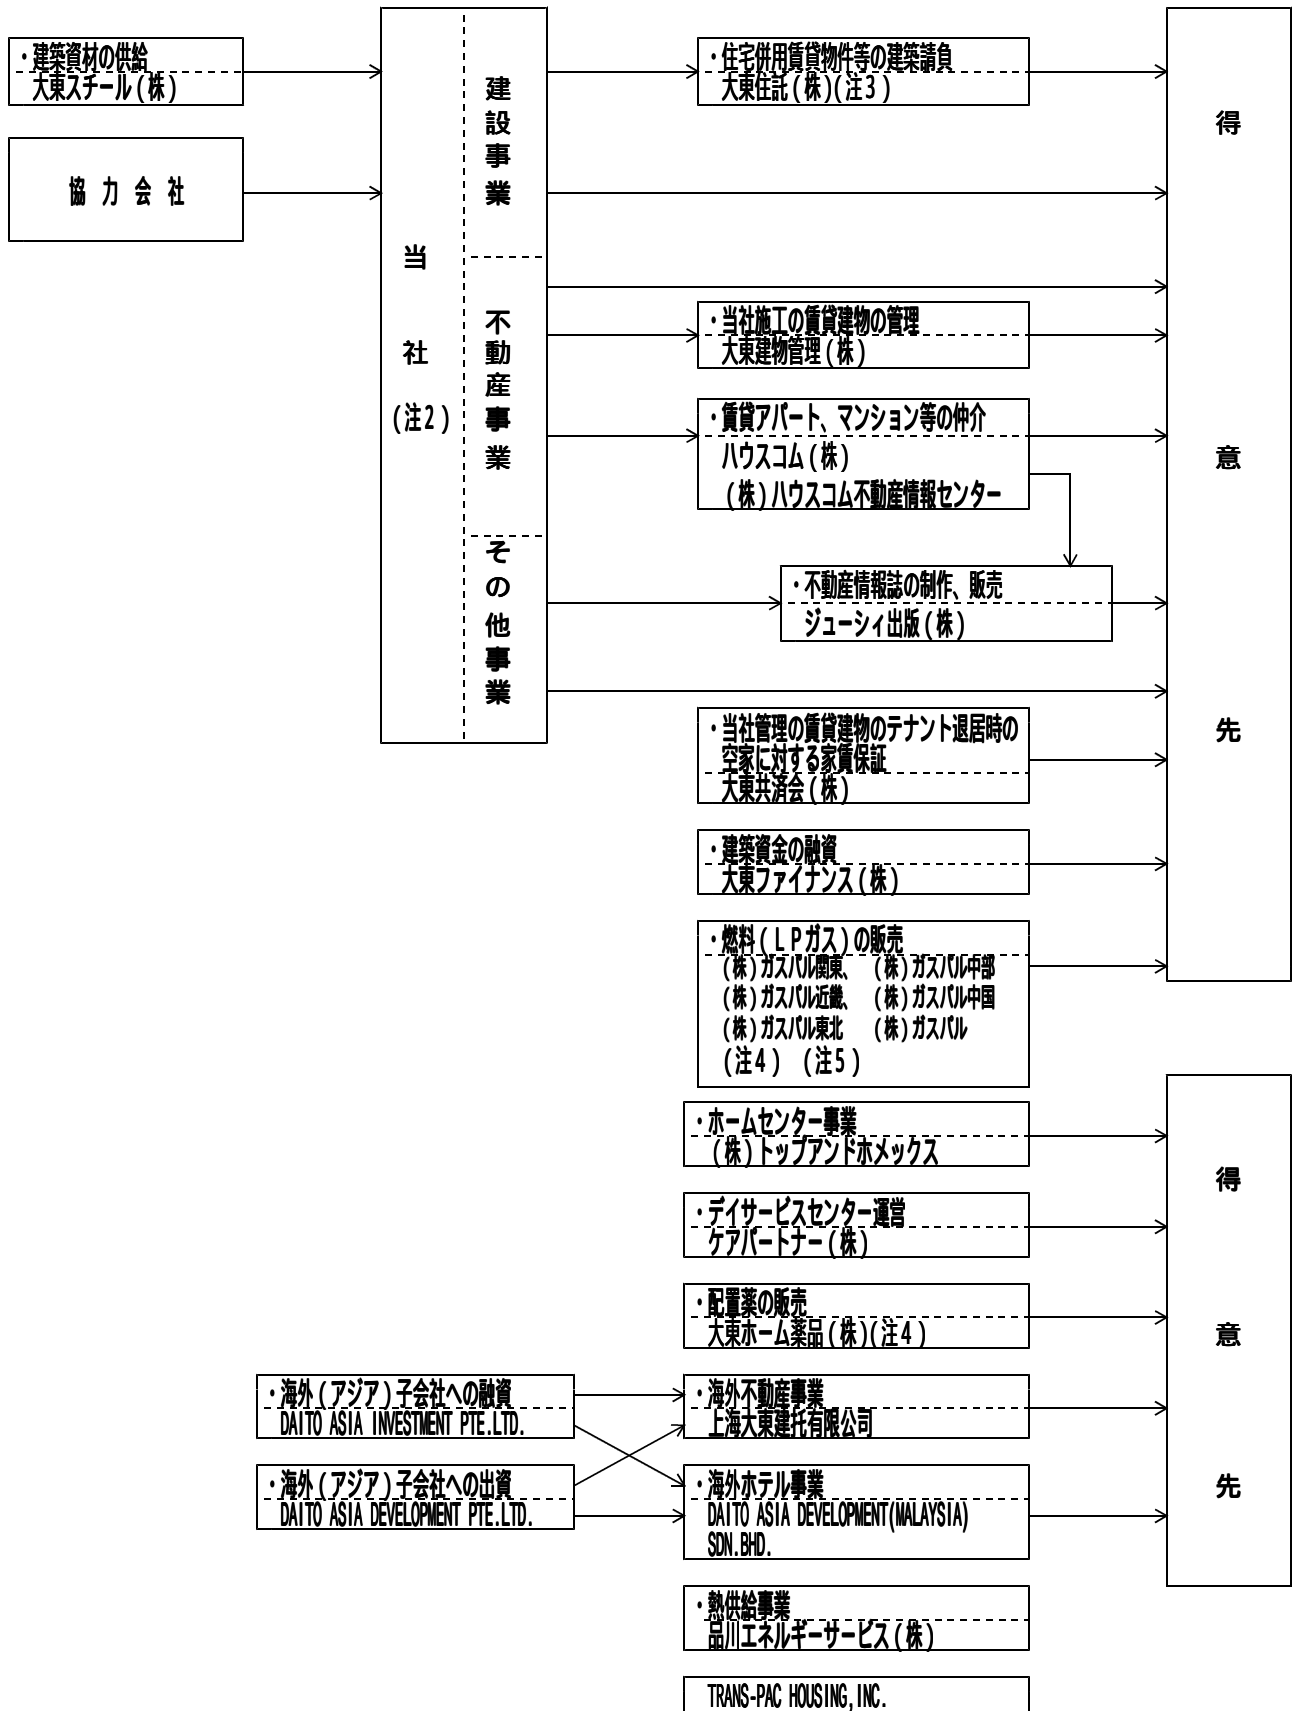 ・建築資材の供給
大東スチール(株)
協 力 会 社
当 社
(注2)
建設事業
不動産事業
その他事業
・住宅併用賃貸物件等の建築請負
大東住託(株)(注3)
・当社施工の賃貸建物の管理
大東建物管理(株)
・賃貸アパート、マンション等の仲介
ハウスコム(株)
(株)ハウスコム不動産情報センター
・不動産情報誌の制作、販売
ジューシィ出版(株)
・当社管理の賃貸建物のテナント退居時の
空家に対する家賃保証
大東共済会(株)
・建築資金の融資
大東ファイナンス(株)
・燃料(LPガス)の販売
(株)ガスパル関東、 (株)ガスパル中部
(株)ガスパル近畿、 (株)ガスパル中国
(株)ガスパル東北 (株)ガスパル
(注4) (注5)
得 意 先
・ホームセンター事業
(株)トップアンドホメックス
・デイサービスセンター運営
ケアパートナー(株)
・配置薬の販売
大東ホーム薬品(株)(注4)
・海外(アジア)子会社への融資
DAITO ASIA INVESTMENT PTE.LTD.
・海外(アジア)子会社への出資
DAITO ASIA DEVELOPMENT PTE.LTD.
・海外不動産事業
上海大東建托有限公司
・海外ホテル事業
DAITO ASIA DEVELOPMENT(MALAYSIA)
SDN.BHD.
得 意 先
・熱供給事業
品川エネルギーサービス(株)
TRANS-PAC HOUSING,INC.